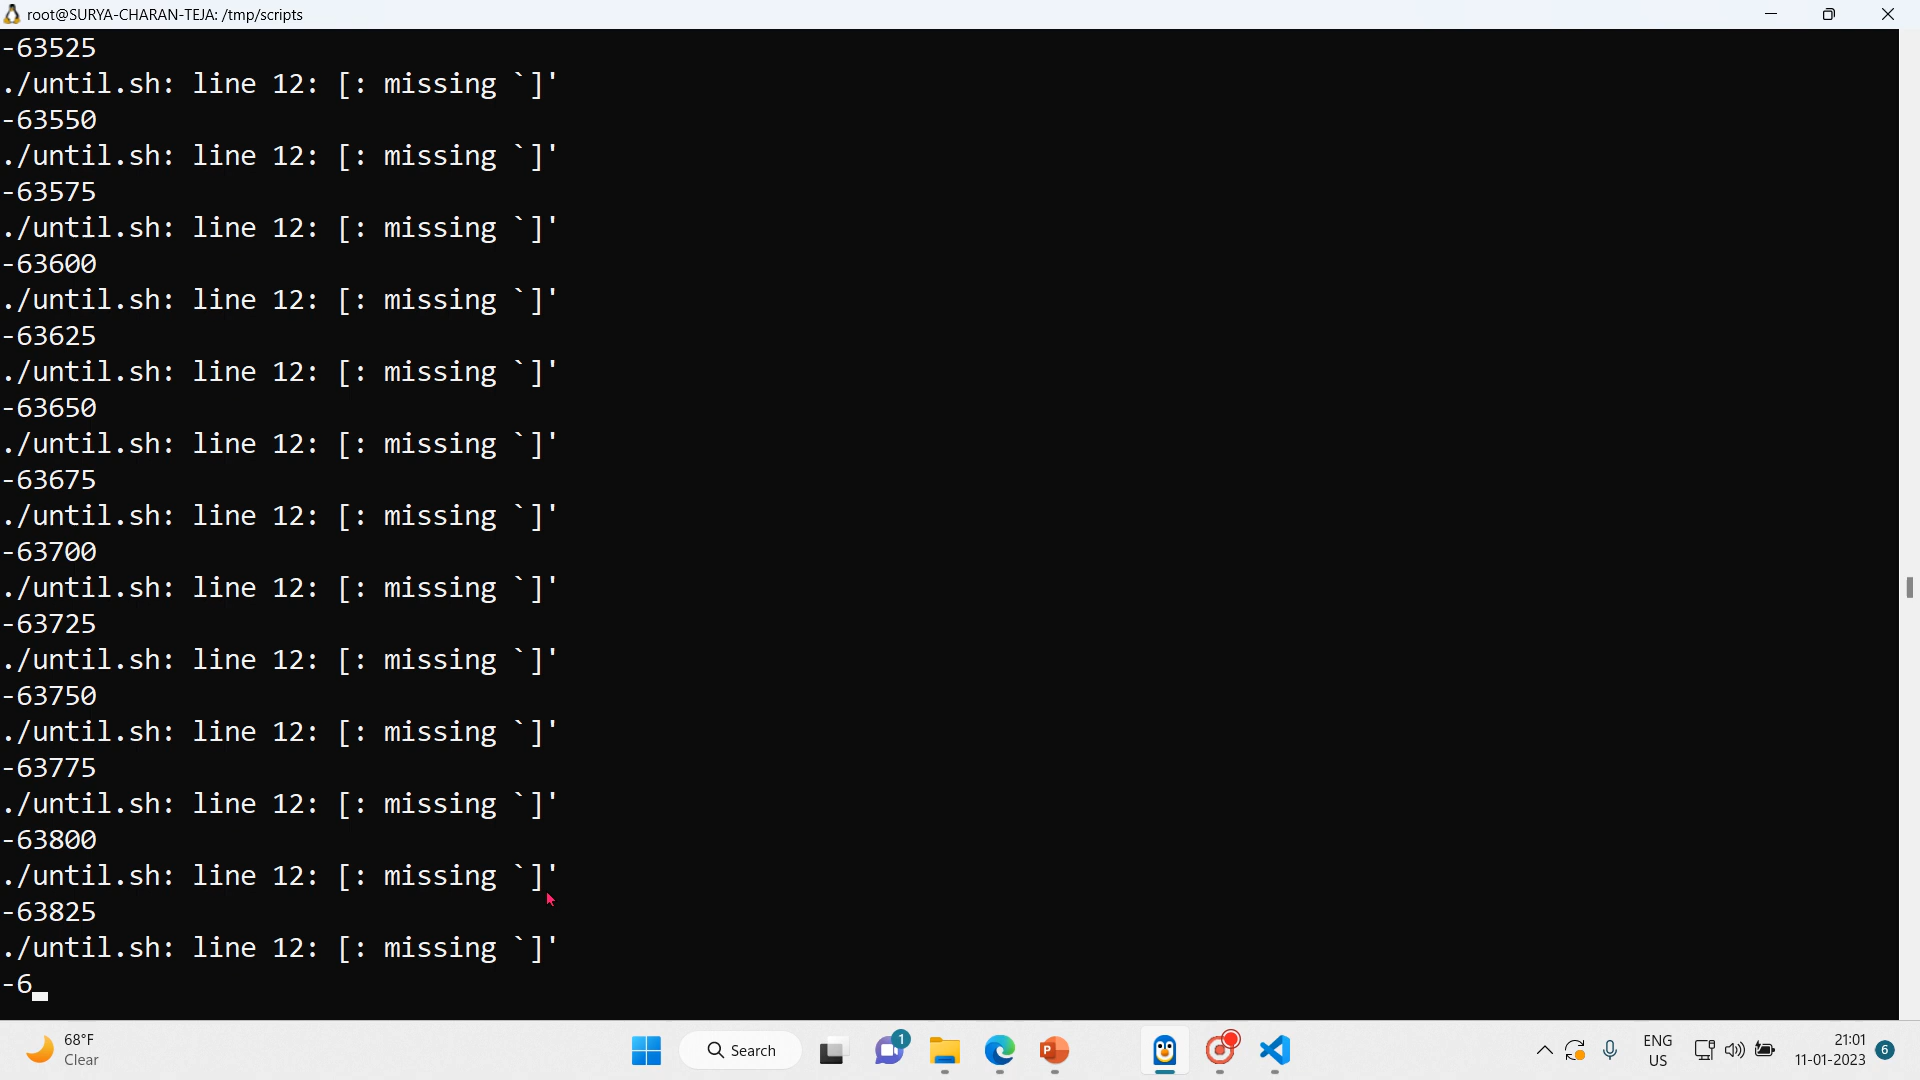 root@SURYA-CHARAN-TEJA: /tmp/scripts
-63525
./until.sh: line 12: [: missing `]'
-63550
./until.sh: line 12: [: missing `]'
-63575
./until.sh: line 12: [: missing `]'
-63600
./until.sh: line 12: [: missing `]'
-63625
./until.sh: line 12: [: missing `]'
-63650
./until.sh: line 12: [: missing `]'
-63675
./until.sh: line 12: [: missing `]'
-63700
./until.sh: line 12: [: missing `]'
-63725
./until.sh: line 12: [: missing `]'
-63750
./until.sh: line 12: [: missing `]'
-63775
./until.sh: line 12: [: missing `]'
-63800
./until.sh: line 12: [: missing `]'
-63825
./until.sh: line 12: [: missing `]'
-6
68°F
Clear
Search
1
P
ENG
US
21:01
11-01-2023
6